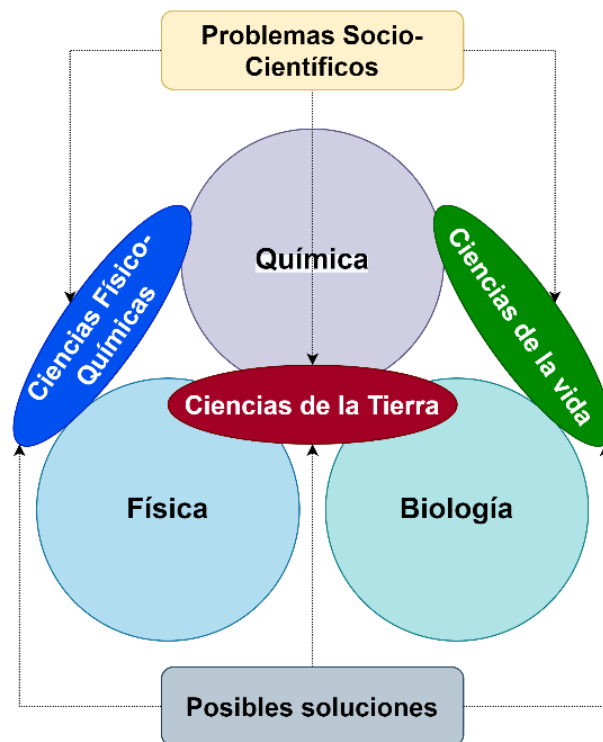 Problemas Socio-
Científicos
Química
Ciencias Físico-
Químicas
Ciencias de la vida
Ciencias de la Tierra
Física
Biología
Posibles soluciones